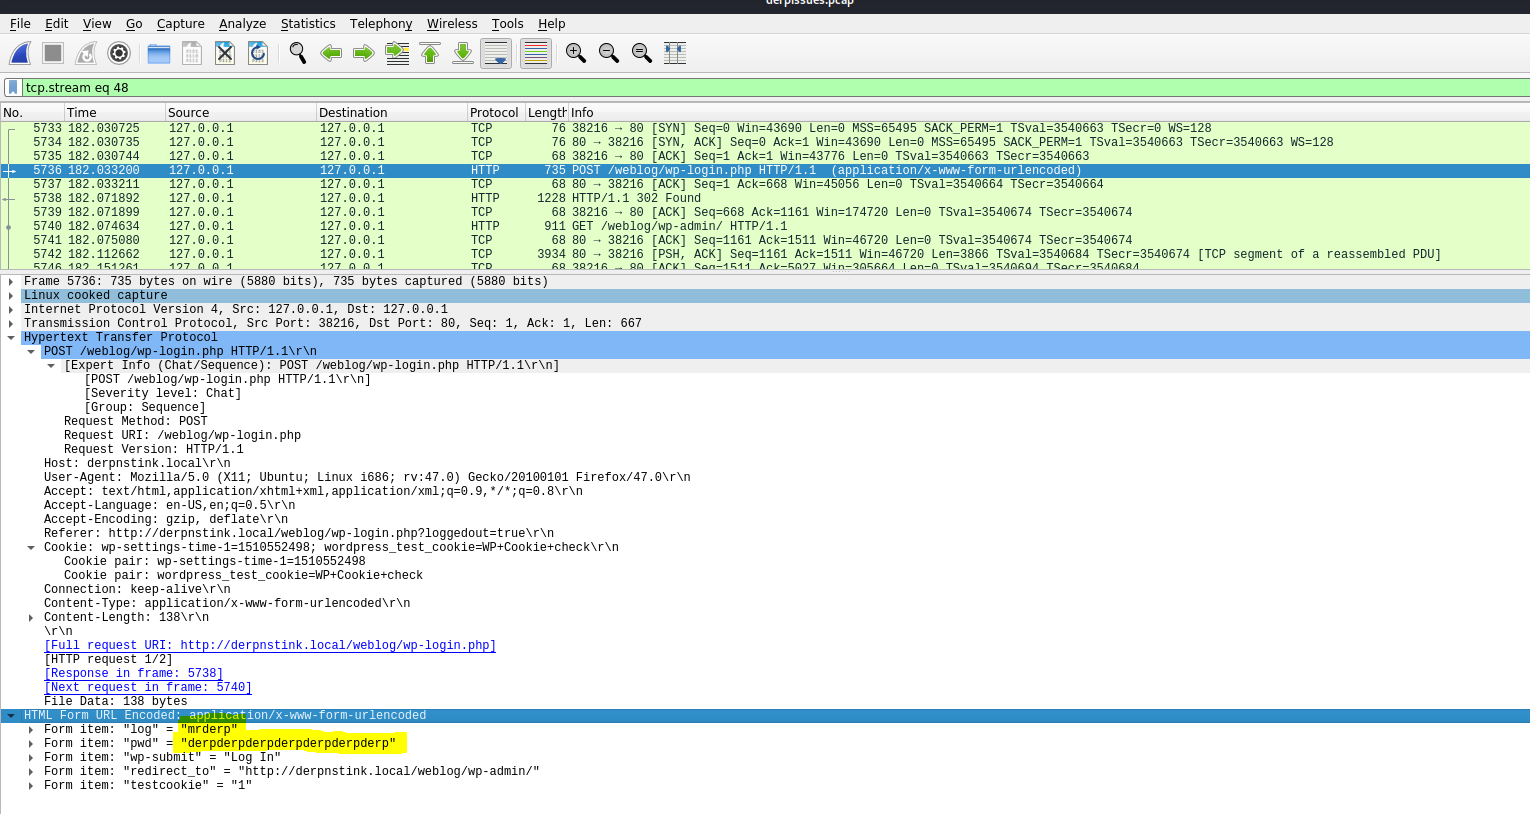 derpissues.pcap
File Edit View Go Capture Analyze Statistics Telephony Wireless Tools Help
tcp.stream eq 48
No. Time Source Destination Protocol Length Info
5733 182.030725 127.0.0.1 127.0.0.1 TCP 76 38216 → 80 [SYN] Seq=0 Win=43690 Len=0 MSS=65495 SACK_PERM=1 TSval=3540663 TSecr=0 WS=128
5734 182.030735 127.0.0.1 127.0.0.1 TCP 76 80 → 38216 [SYN, ACK] Seq=0 Ack=1 Win=43690 Len=0 MSS=65495 SACK_PERM=1 TSval=3540663 TSecr=3540663 WS=128
5735 182.030744 127.0.0.1 127.0.0.1 TCP 68 38216 → 80 [ACK] Seq=1 Ack=1 Win=43776 Len=0 TSval=3540663 TSecr=3540663
5736 182.033200 127.0.0.1 127.0.0.1 HTTP 735 POST /weblog/wp-login.php HTTP/1.1  (application/x-www-form-urlencoded)
5737 182.033211 127.0.0.1 127.0.0.1 TCP 68 80 → 38216 [ACK] Seq=1 Ack=668 Win=45056 Len=0 TSval=3540664 TSecr=3540664
5738 182.071892 127.0.0.1 127.0.0.1 HTTP 1228 HTTP/1.1 302 Found
5739 182.071899 127.0.0.1 127.0.0.1 TCP 68 38216 → 80 [ACK] Seq=668 Ack=1161 Win=174720 Len=0 TSval=3540674 TSecr=3540674
5740 182.074634 127.0.0.1 127.0.0.1 HTTP 911 GET /weblog/wp-admin/ HTTP/1.1
5741 182.075080 127.0.0.1 127.0.0.1 TCP 68 80 → 38216 [ACK] Seq=1161 Ack=1511 Win=46720 Len=0 TSval=3540674 TSecr=3540674
5742 182.112662 127.0.0.1 127.0.0.1 TCP 3934 80 → 38216 [PSH, ACK] Seq=1161 Ack=1511 Win=46720 Len=3866 TSval=3540684 TSecr=3540674 [TCP segment of a reassembled PDU]
5746 182.151261 127.0.0.1 127.0.0.1 TCP 68 38216 → 80 [ACK] Seq=1511 Ack=5027 Win=305664 Len=0 TSval=3540694 TSecr=3540684
Frame 5736: 735 bytes on wire (5880 bits), 735 bytes captured (5880 bits)
Linux cooked capture
Internet Protocol Version 4, Src: 127.0.0.1, Dst: 127.0.0.1
Transmission Control Protocol, Src Port: 38216, Dst Port: 80, Seq: 1, Ack: 1, Len: 667
Hypertext Transfer Protocol
POST /weblog/wp-login.php HTTP/1.1\r\n
[Expert Info (Chat/Sequence): POST /weblog/wp-login.php HTTP/1.1\r\n]
[POST /weblog/wp-login.php HTTP/1.1\r\n]
[Severity level: Chat]
[Group: Sequence]
Request Method: POST
Request URI: /weblog/wp-login.php
Request Version: HTTP/1.1
Host: derpnstink.local\r\n
User-Agent: Mozilla/5.0 (X11; Ubuntu; Linux i686; rv:47.0) Gecko/20100101 Firefox/47.0\r\n
Accept: text/html,application/xhtml+xml,application/xml;q=0.9,*/*;q=0.8\r\n
Accept-Language: en-US,en;q=0.5\r\n
Accept-Encoding: gzip, deflate\r\n
Referer: http://derpnstink.local/weblog/wp-login.php?loggedout=true\r\n
Cookie: wp-settings-time-1=1510552498; wordpress_test_cookie=WP+Cookie+check\r\n
Cookie pair: wp-settings-time-1=1510552498
Cookie pair: wordpress_test_cookie=WP+Cookie+check
Connection: keep-alive\r\n
Content-Type: application/x-www-form-urlencoded\r\n
Content-Length: 138\r\n
\r\n
[Full request URI: http://derpnstink.local/weblog/wp-login.php]
[HTTP request 1/2]
[Response in frame: 5738]
[Next request in frame: 5740]
File Data: 138 bytes
HTML Form URL Encoded: application/x-www-form-urlencoded
Form item: "log" = "mrderp"
Form item: "pwd" = "derpderpderpderpderpderpderp"
Form item: "wp-submit" = "Log In"
Form item: "redirect_to" = "http://derpnstink.local/weblog/wp-admin/"
Form item: "testcookie" = "1"